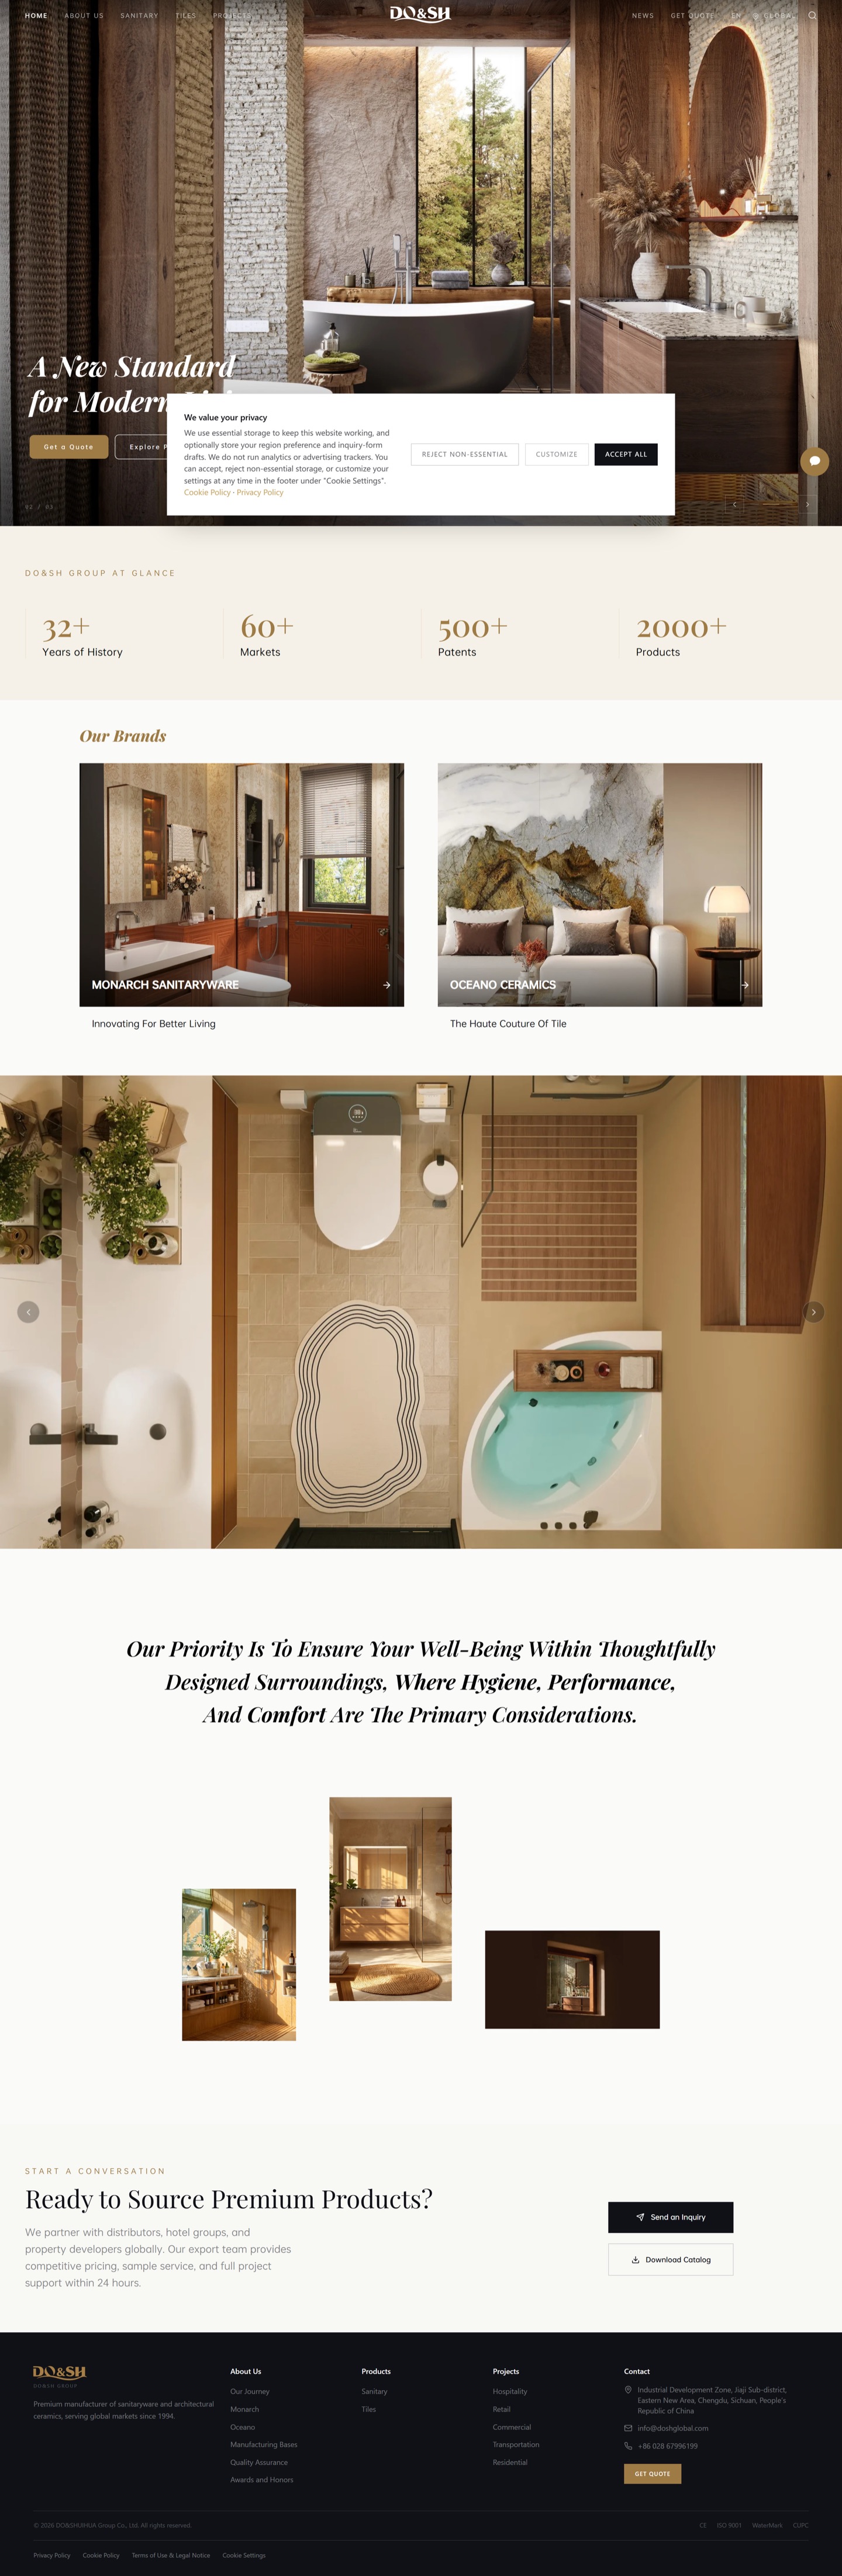 HOME ABOUT US SANITARY TILES PROJECTS
DO&SH
NEWS GET QUOTE EN GLOBAL
A New Standard
for Modern
Get a Quote
Explore
We value your privacy
We use essential storage to keep this website working, and
optionally store your region preference and inquiry-form
drafts. We do not run analytics or advertising trackers. You
can accept, reject non-essential storage, or customize your
settings at any time in the footer under "Cookie Settings".
Cookie Policy · Privacy Policy
REJECT NON-ESSENTIAL
CUSTOMIZE
ACCEPT ALL
DO&SH GROUP AT GLANCE
32+
Years of History
60+
Markets
500+
Patents
2000+
Products
Our Brands
MONARCH SANITARYWARE
Innovating For Better Living
OCEANO CERAMICS
The Haute Couture Of Tile
Our Priority Is To Ensure Your Well-Being Within Thoughtfully
Designed Surroundings, Where Hygiene, Performance,
And Comfort Are The Primary Considerations.
START A CONVERSATION
Ready to Source Premium Products?
We partner with distributors, hotel groups, and
property developers globally. Our export team provides
competitive pricing, sample service, and full project
support within 24 hours.
Send an Inquiry
Download Catalog
DO&SH
DO&SH GROUP
Premium manufacturer of sanitaryware and architectural
ceramics, serving global markets since 1994.
About Us
Our Journey
Monarch
Oceano
Manufacturing Bases
Quality Assurance
Awards and Honors
Products
Sanitary
Tiles
Projects
Hospitality
Retail
Commercial
Transportation
Residential
Contact
Industrial Development Zone, Jiaji Sub-district,
Eastern New Area, Chengdu, Sichuan, People's
Republic of China
info@doshglobal.com
+86 028 67996199
GET QUOTE
© 2026 DO&SHUIHUA Group Co., Ltd. All rights reserved.
CE ISO 9001 WaterMark CUPC
Privacy Policy Cookie Policy Terms of Use & Legal Notice Cookie Settings